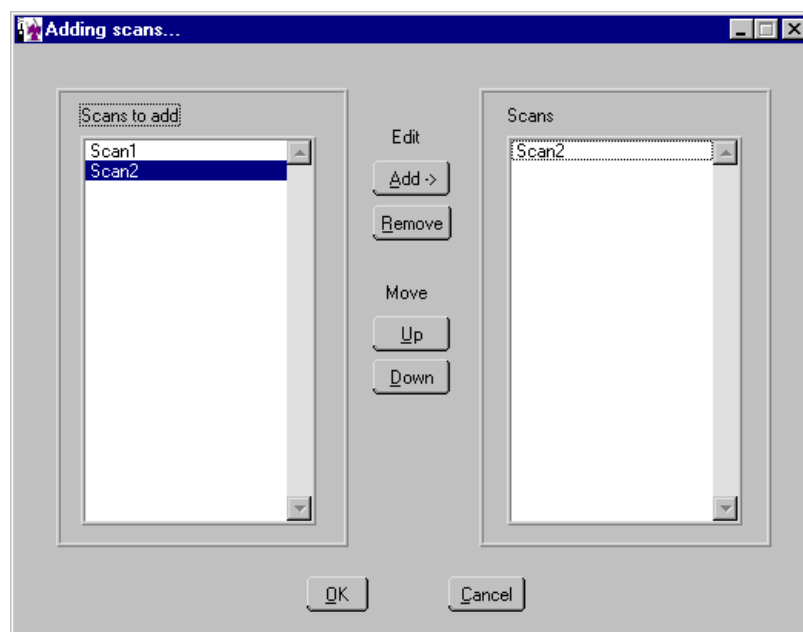 Adding scans...
Scans to add
Scan1
Scan2
Edit
Add ->
Remove
Move
Up
Down
Scans
Scan2
OK
Cancel